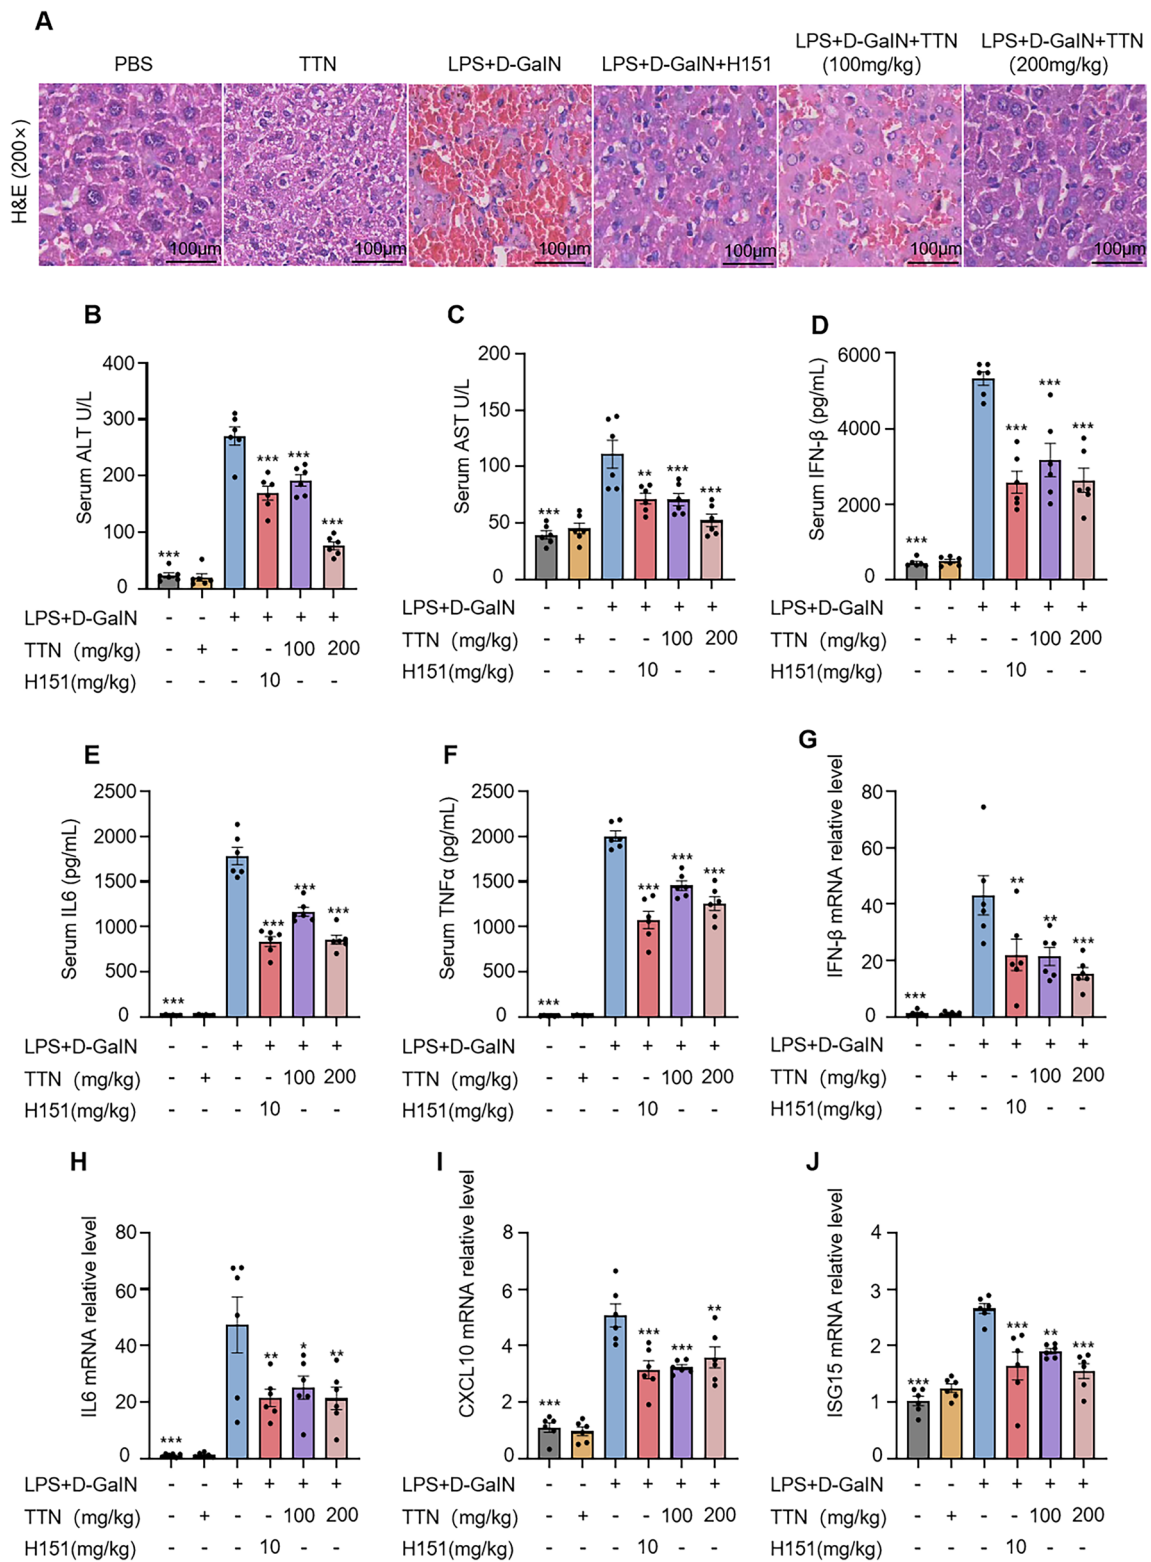 A
PBS
TTN
LPS+D-GalN
LPS+D-GalN+H151
LPS+D-GalN+TTN
(100mg/kg)
LPS+D-GalN+TTN
(200mg/kg)
H&E (200×)
100μm 100μm 100μm 100μm 100μm 100μm
B
Serum ALT U/L
400
300
200
100
0
*** *** *** ***
LPS+D-GalN - - + + + +
TTN (mg/kg) - + - - 100 200
H151(mg/kg) - - - 10 - -
C
Serum AST U/L
200
150
100
50
0
*** ** *** ***
LPS+D-GalN - - + + + +
TTN (mg/kg) - + - - 100 200
H151(mg/kg) - - - 10 - -
D
Serum IFN-β (pg/mL)
6000
4000
2000
0
*** *** *** ***
LPS+D-GalN - - + + + +
TTN (mg/kg) - + - - 100 200
H151(mg/kg) - - - 10 - -
E
Serum IL6 (pg/mL)
2500
2000
1500
1000
500
0
*** *** *** ***
LPS+D-GalN - - + + + +
TTN (mg/kg) - + - - 100 200
H151(mg/kg) - - - 10 - -
F
Serum TNFα (pg/mL)
2500
2000
1500
1000
500
0
*** *** *** ***
LPS+D-GalN - - + + + +
TTN (mg/kg) - + - - 100 200
H151(mg/kg) - - - 10 - -
G
IFN-β mRNA relative level
80
60
40
20
0
*** ** ** ***
LPS+D-GalN - - + + + +
TTN (mg/kg) - + - - 100 200
H151(mg/kg) - - - 10 - -
H
IL6 mRNA relative level
80
60
40
20
0
*** ** * **
LPS+D-GalN - - + + + +
TTN (mg/kg) - + - - 100 200
H151(mg/kg) - - - 10 - -
I
CXCL10 mRNA relative level
8
6
4
2
0
*** *** *** **
LPS+D-GalN - - + + + +
TTN (mg/kg) - + - - 100 200
H151(mg/kg) - - - 10 - -
J
ISG15 mRNA relative level
4
3
2
1
0
*** *** ** ***
LPS+D-GalN - - + + + +
TTN (mg/kg) - + - - 100 200
H151(mg/kg) - - - 10 - -